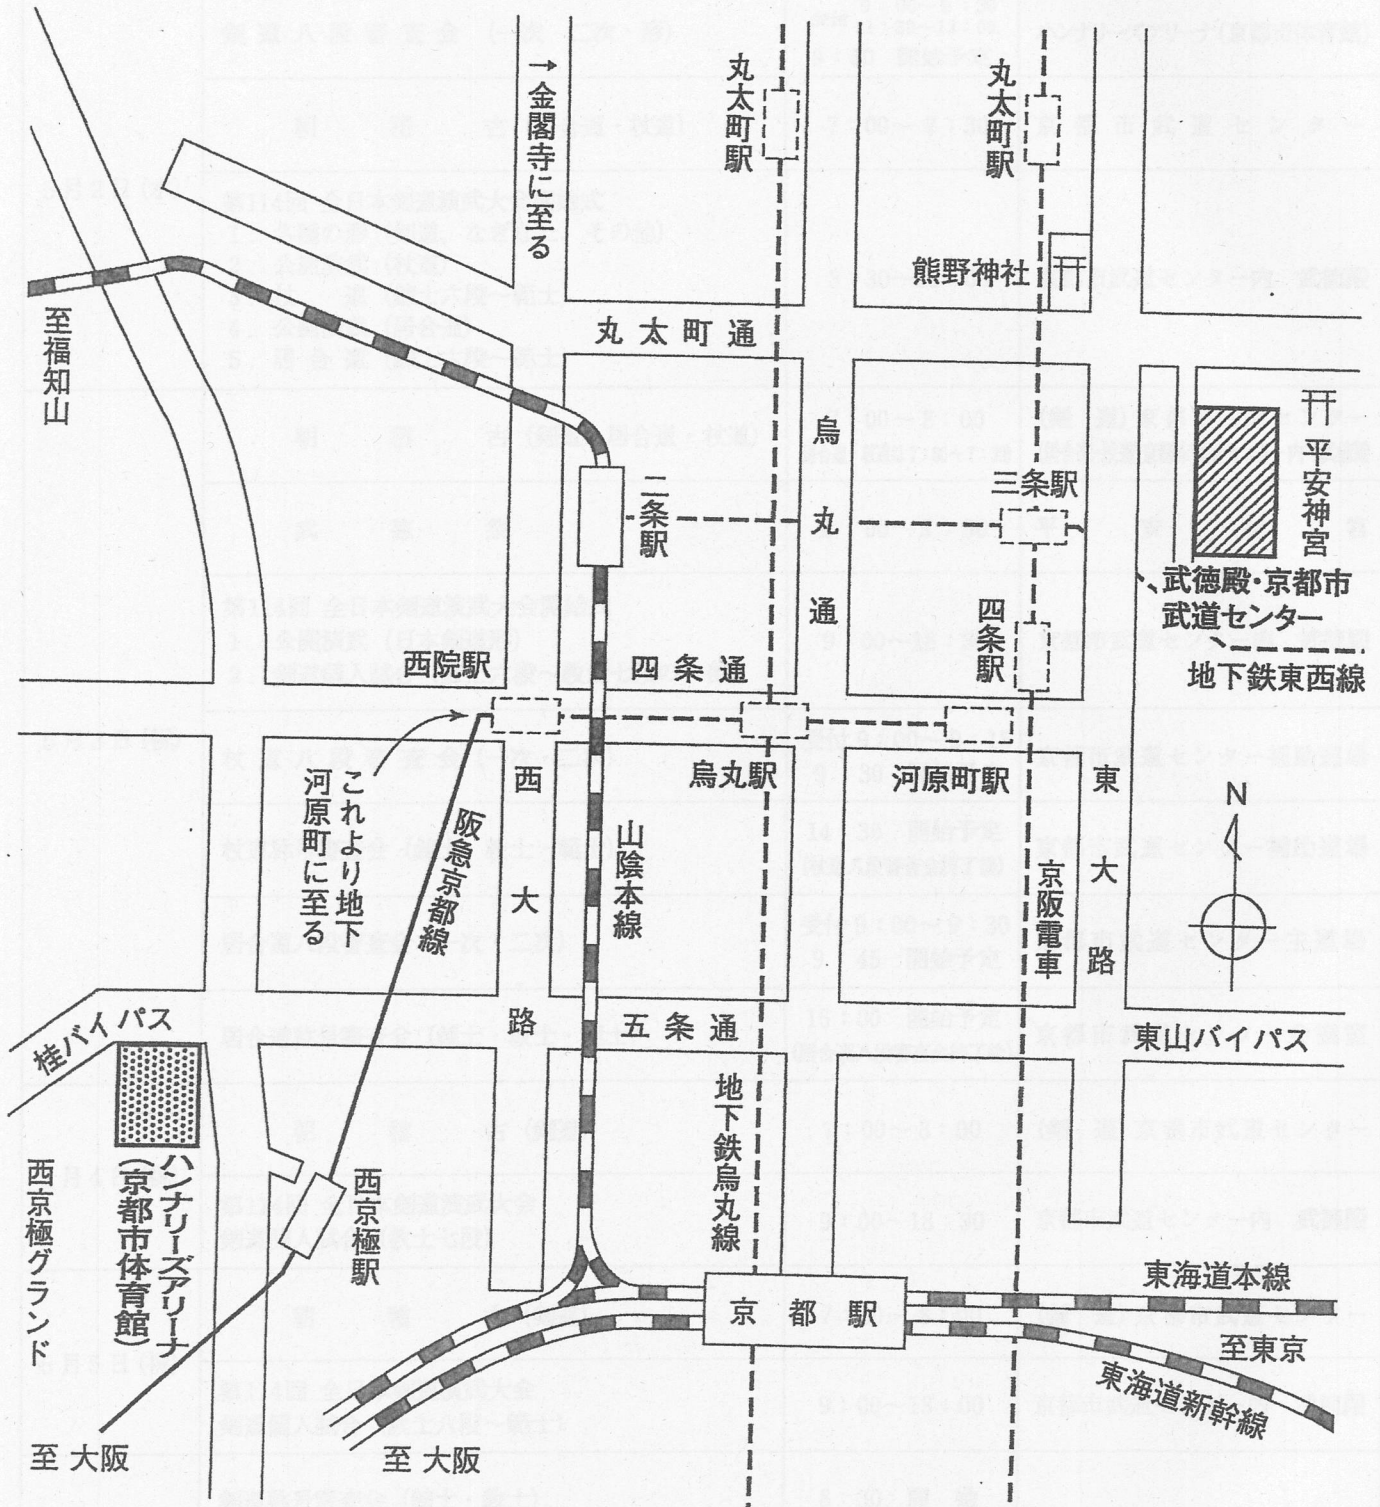 →金閣寺に至る
丸太町駅
丸太町駅
熊野神社
至福知山
丸太町通
烏丸通
二条駅
三条駅
平安神宮
武徳殿・京都市
武道センター
四条駅
地下鉄東西線
西院駅
四条通
烏丸駅
河原町駅
これより地下
河原町に至る
阪急京都線
西大路
山陰本線
京阪電車
東大路
N
桂バイパス
五条通
東山バイパス
地下鉄烏丸線
西京極グランド
ハンナリーズアリーナ
(京都市体育館)
西京極駅
京都駅
東海道本線
至東京
東海道新幹線
至 大阪
至 大阪